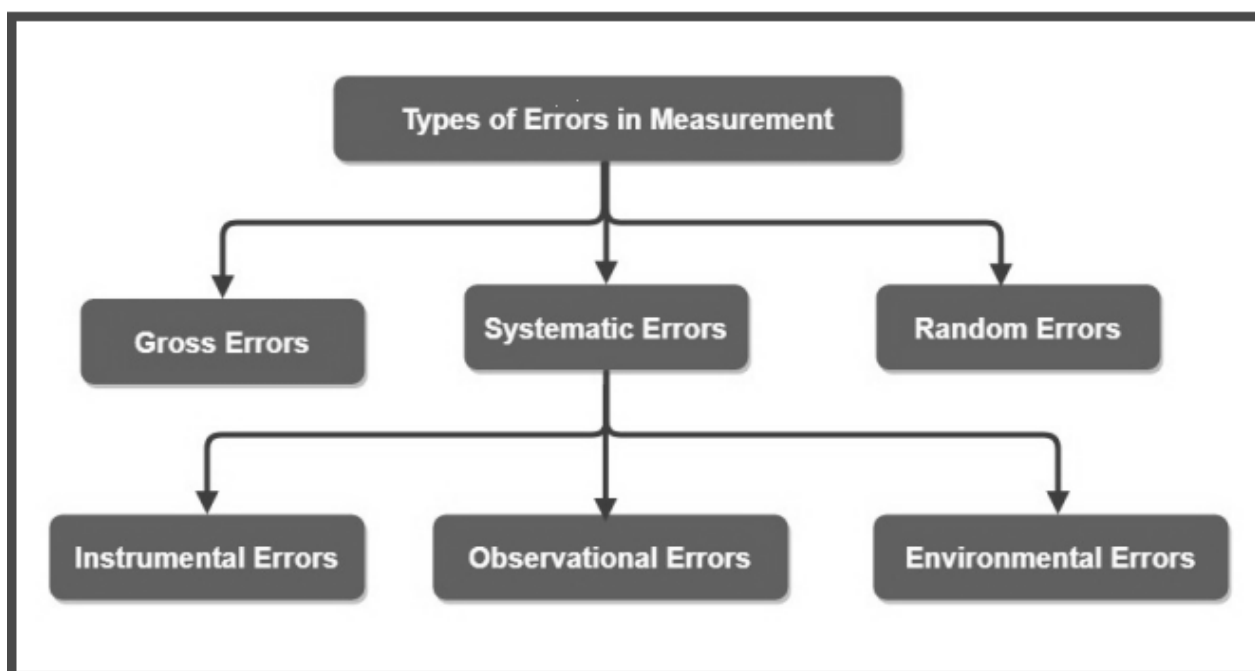 Types of Errors in Measurement
Gross Errors
Systematic Errors
Random Errors
Instrumental Errors
Observational Errors
Environmental Errors